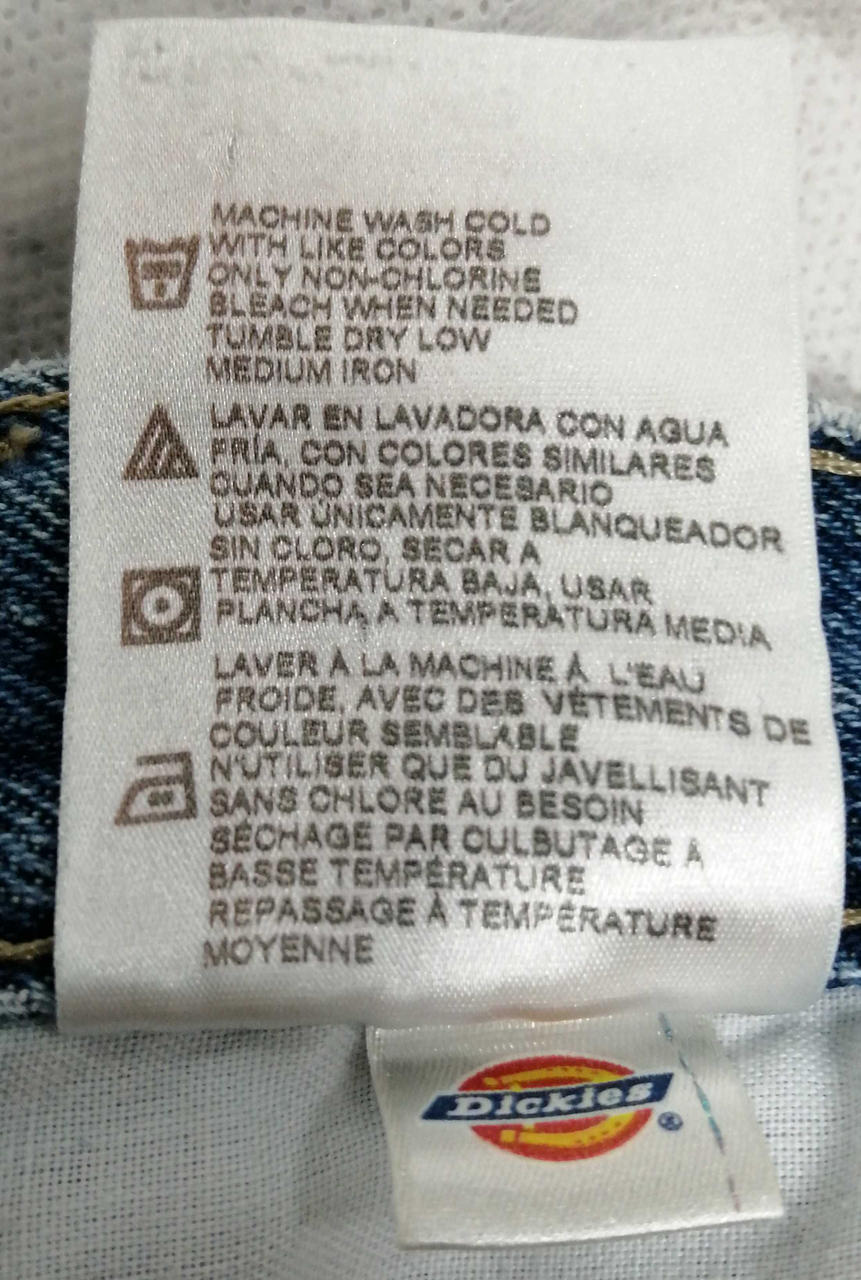 MACHINE WASH COLD
WITH LIKE COLORS
ONLY NON-CHLORINE
BLEACH WHEN NEEDED
TUMBLE DRY LOW
MEDIUM IRON
LAVAR EN LAVADORA CON AGUA
FRÍA, CON COLORES SIMILARES
CUANDO SEA NECESARIO
USAR ÚNICAMENTE BLANQUEADOR
SIN CLORO, SECAR A
TEMPERATURA BAJA, USAR
PLANCHA A TEMPERATURA MEDIA
LAVER À LA MACHINE À L'EAU
FROIDE, AVEC DES VÊTEMENTS DE
COULEUR SEMBLABLE
N'UTILISER QUE DU JAVELLISANT
SANS CHLORE AU BESOIN
SÉCHAGE PAR CULBUTAGE À
BASSE TEMPÉRATURE
REPASSAGE À TEMPÉRATURE
MOYENNE
Dickies®